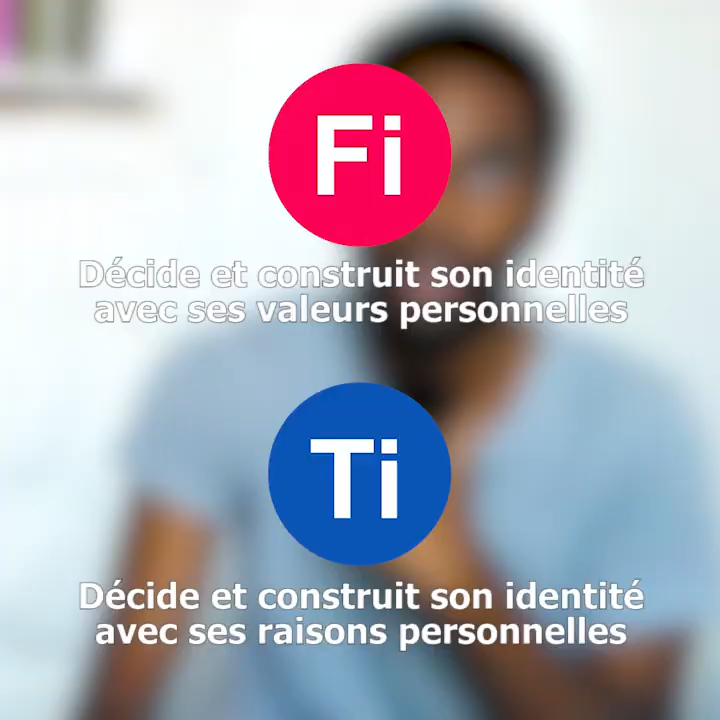 Fi
Décide et construit son identité
avec ses valeurs personnelles
Ti
Décide et construit son identité
avec ses raisons personnelles